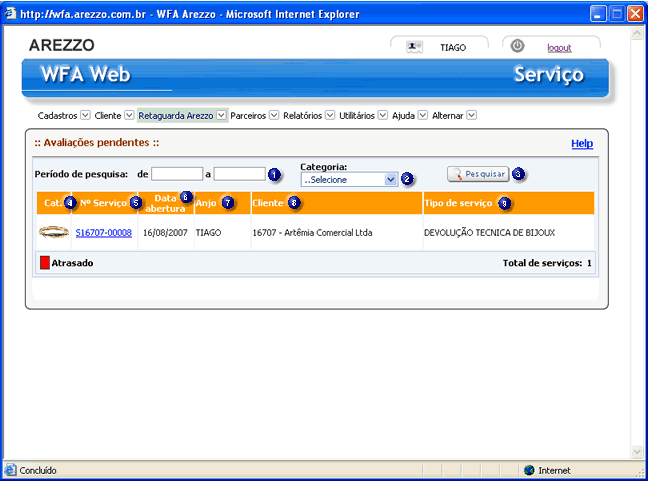 http://wfa.arezzo.com.br - WFA Arezzo - Microsoft Internet Explorer
AREZZO TIAGO logout
WFA Web Serviço
Cadastros Cliente Retaguarda Arezzo Parceiros Relatórios Utilitários Ajuda Alternar
:: Avaliações pendentes :: Help
Categoria:
Período de pesquisa: de a 1 ..Selecione 2 Pesquisar 3
Cat. 4 Nº Serviço 5 Data abertura 6 Anjo 7 Cliente 8 Tipo de serviço 9
S16707-00008 16/08/2007 TIAGO 16707 - Artêmia Comercial Ltda DEVOLUÇÃO TECNICA DE BIJOUX
Atrasado Total de serviços: 1
Concluído Internet